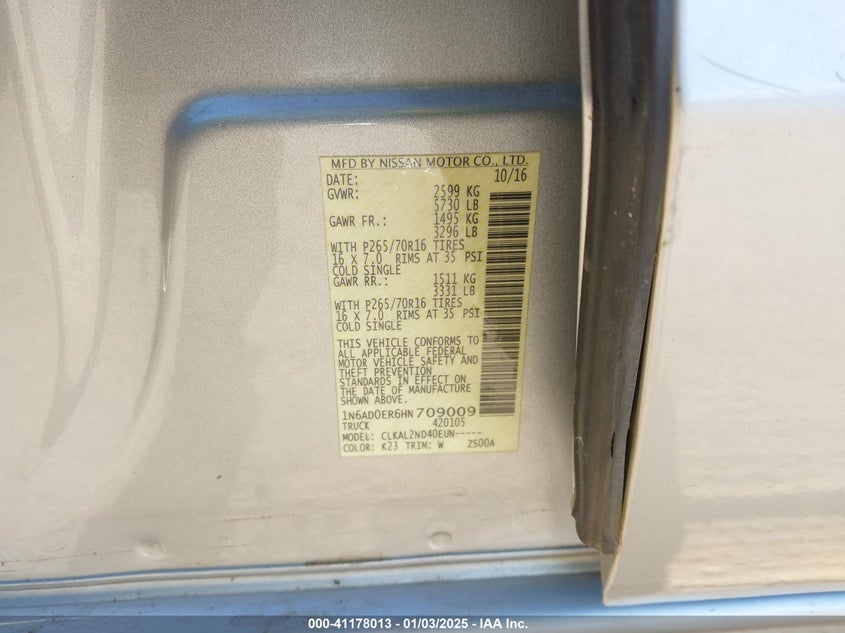 MFD BY NISSAN MOTOR CO., LTD.
DATE: 10/16
GVWR: 2599 KG
5730 LB
GAWR FR.: 1495 KG
3296 LB
WITH P265/70R16 TIRES
16 X 7.0 RIMS AT 35 PSI
COLD SINGLE
GAWR RR.: 1511 KG
3331 LB
WITH P265/70R16 TIRES
16 X 7.0 RIMS AT 35 PSI
COLD SINGLE
THIS VEHICLE CONFORMS TO
ALL APPLICABLE FEDERAL
MOTOR VEHICLE SAFETY AND
THEFT PREVENTION
STANDARDS IN EFFECT ON
THE DATE OF MANUFACTURE
SHOWN ABOVE.
1N6AD0ER6HN709009
TRUCK 420105
MODEL: CLKAL2ND40EUN-----
COLOR: K23 TRIM: W ZS00A
000-41178013 - 01/03/2025 - IAA Inc.